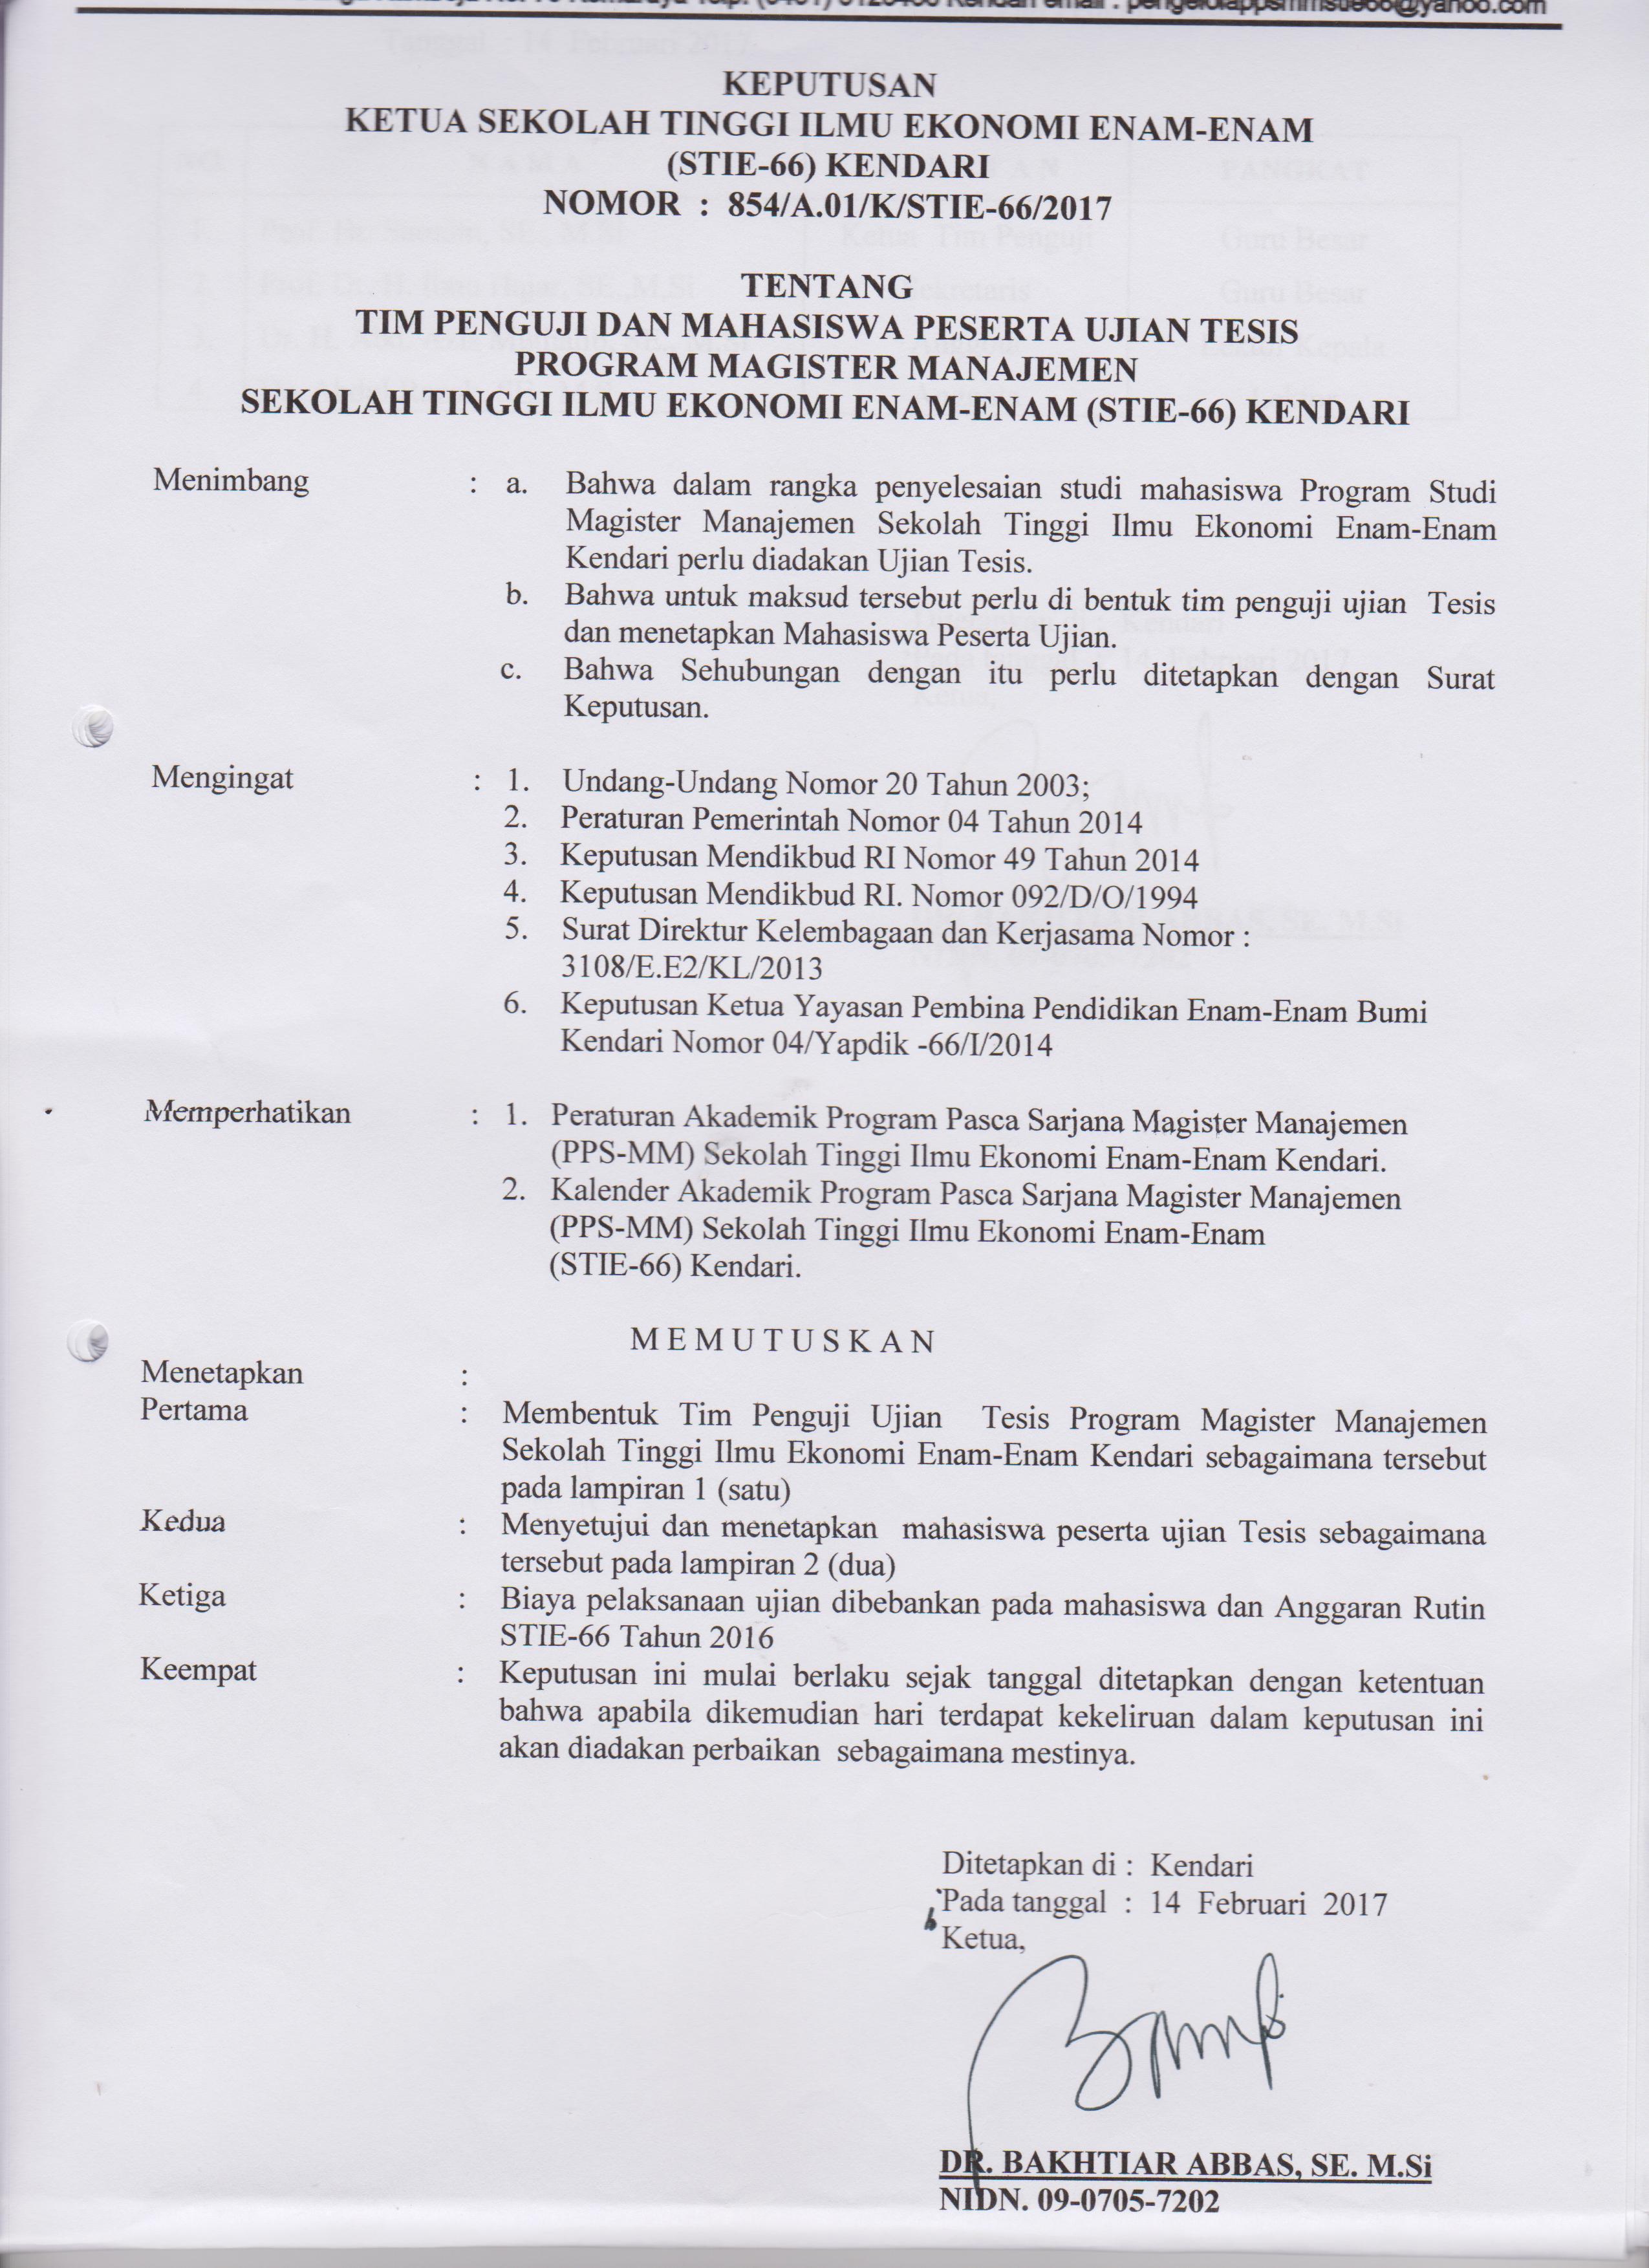 email : pengelolappsmmstie66@yahoo.com
KEPUTUSAN
KETUA SEKOLAH TINGGI ILMU EKONOMI ENAM-ENAM
(STIE-66) KENDARI
NOMOR : 854/A.01/K/STIE-66/2017
TENTANG
TIM PENGUJI DAN MAHASISWA PESERTA UJIAN TESIS
PROGRAM MAGISTER MANAJEMEN
SEKOLAH TINGGI ILMU EKONOMI ENAM-ENAM (STIE-66) KENDARI
Menimbang : a. Bahwa dalam rangka penyelesaian studi mahasiswa Program Studi
Magister Manajemen Sekolah Tinggi Ilmu Ekonomi Enam-Enam
Kendari perlu diadakan Ujian Tesis.
b. Bahwa untuk maksud tersebut perlu di bentuk tim penguji ujian Tesis
dan menetapkan Mahasiswa Peserta Ujian.
c. Bahwa Sehubungan dengan itu perlu ditetapkan dengan Surat
Keputusan.
Mengingat : 1. Undang-Undang Nomor 20 Tahun 2003;
2. Peraturan Pemerintah Nomor 04 Tahun 2014
3. Keputusan Mendikbud RI Nomor 49 Tahun 2014
4. Keputusan Mendikbud RI. Nomor 092/D/O/1994
5. Surat Direktur Kelembagaan dan Kerjasama Nomor :
3108/E.E2/KL/2013
6. Keputusan Ketua Yayasan Pembina Pendidikan Enam-Enam Bumi
Kendari Nomor 04/Yapdik -66/I/2014
Memperhatikan : 1. Peraturan Akademik Program Pasca Sarjana Magister Manajemen
(PPS-MM) Sekolah Tinggi Ilmu Ekonomi Enam-Enam Kendari.
2. Kalender Akademik Program Pasca Sarjana Magister Manajemen
(PPS-MM) Sekolah Tinggi Ilmu Ekonomi Enam-Enam
(STIE-66) Kendari.
M E M U T U S K A N
Menetapkan :
Pertama : Membentuk Tim Penguji Ujian Tesis Program Magister Manajemen
Sekolah Tinggi Ilmu Ekonomi Enam-Enam Kendari sebagaimana tersebut
pada lampiran 1 (satu)
Kedua : Menyetujui dan menetapkan mahasiswa peserta ujian Tesis sebagaimana
tersebut pada lampiran 2 (dua)
Ketiga : Biaya pelaksanaan ujian dibebankan pada mahasiswa dan Anggaran Rutin
STIE-66 Tahun 2016
Keempat : Keputusan ini mulai berlaku sejak tanggal ditetapkan dengan ketentuan
bahwa apabila dikemudian hari terdapat kekeliruan dalam keputusan ini
akan diadakan perbaikan sebagaimana mestinya.
Ditetapkan di : Kendari
Pada tanggal : 14 Februari 2017
Ketua,
DR. BAKHTIAR ABBAS, SE. M.Si
NIDN. 09-0705-7202